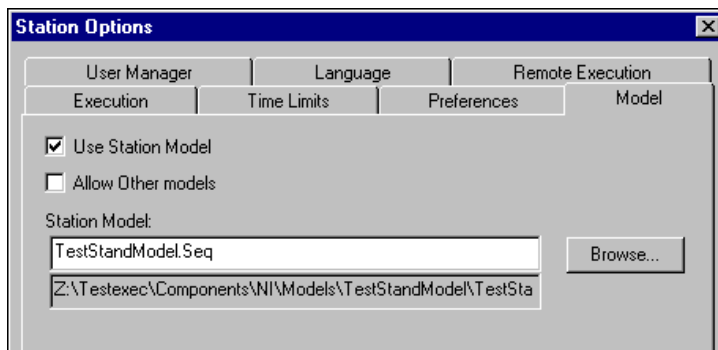 Station Options
User Manager Language Remote Execution
Execution Time Limits Preferences Model
Use Station Model
Allow Other models
Station Model:
TestStandModel.Seq
Browse...
Z:\Testexec\Components\NI\Models\TestStandModel\TestSta